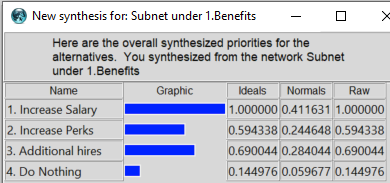 New synthesis for: Subnet under 1.Benefits
Here are the overall synthesized priorities for the
alternatives. You synthesized from the network Subnet
under 1.Benefits
Name Graphic Ideals Normals Raw
1. Increase Salary 1.000000 0.411631 1.000000
2. Increase Perks 0.594338 0.244648 0.594338
3. Additional hires 0.690044 0.284044 0.690044
4. Do Nothing 0.144976 0.059677 0.144976